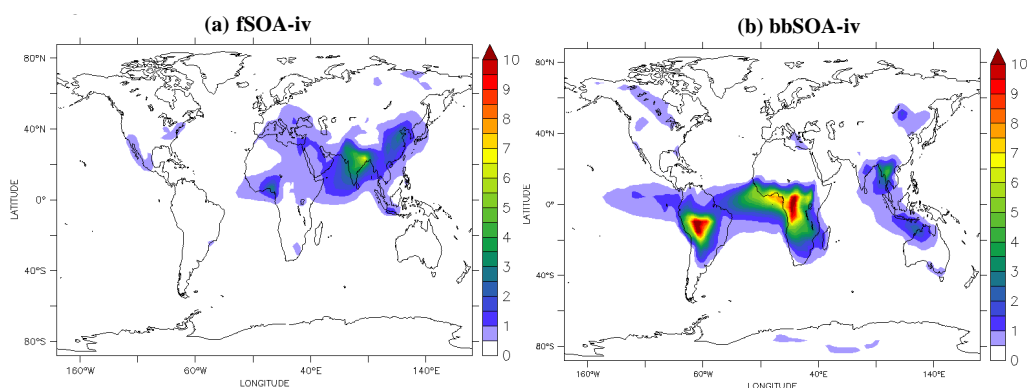 (a) fSOA-iv
80°N
40°N
0°
40°S
80°S
LATITUDE
160°W
60°W
40°E
140°E
LONGITUDE
10
9
8
7
6
5
4
3
2
1
0
(b) bbSOA-iv
80°N
40°N
0°
40°S
80°S
LATITUDE
160°W
60°W
40°E
140°E
LONGITUDE
10
9
8
7
6
5
4
3
2
1
0